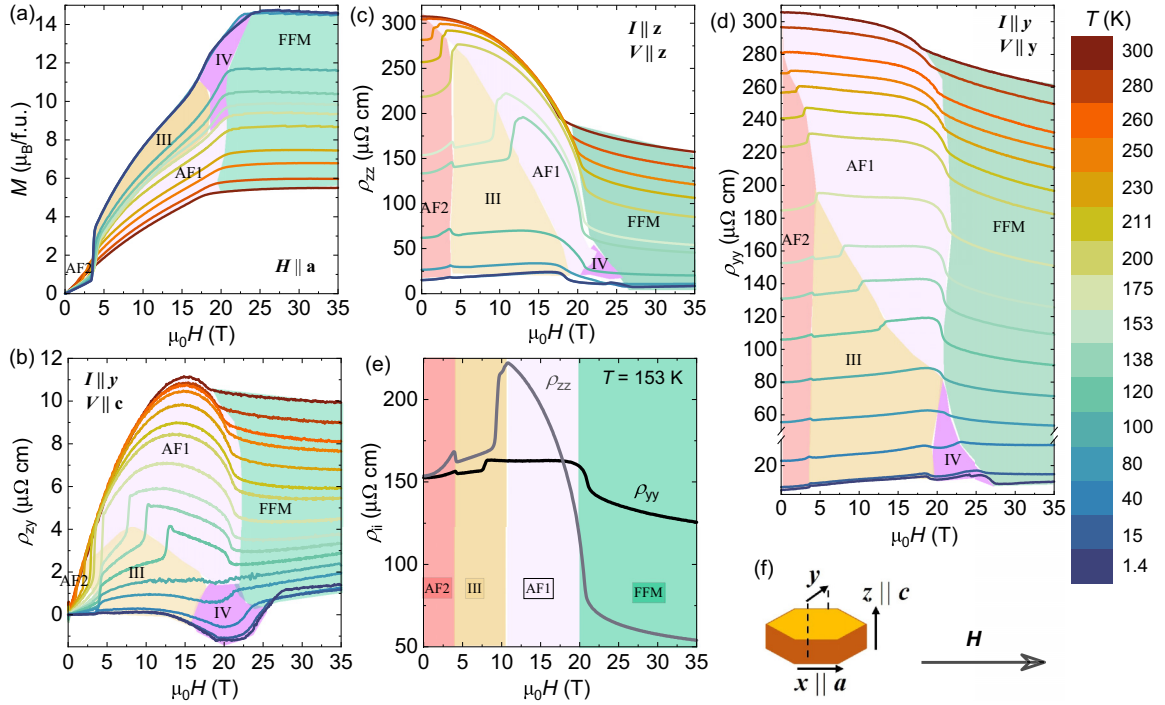 (a)
16
14
12
10
8
6
4
2
0
M (μB/f.u.)
0 5 10 15 20 25 30 35
μ0H (T)
IV
FFM
III
AF1
AF2
H || a
(c)
300
250
200
150
100
50
0
ρzz (μΩ cm)
0 5 10 15 20 25 30 35
μ0H (T)
I || z
V || z
AF1
AF2
III
FFM
IV
(d)
300
280
260
240
220
200
180
160
140
120
100
80
60
20
ρyy (μΩ cm)
0 5 10 15 20 25 30 35
μ0H (T)
I || y
V || y
AF1
AF2
FFM
III
IV
T (K)
300
280
260
250
230
211
200
175
153
138
120
100
80
40
15
1.4
(b)
12
10
8
6
4
2
0
ρzy (μΩ cm)
0 5 10 15 20 25 30 35
μ0H (T)
I || y
V || c
AF1
FFM
AF2
III
IV
(e)
200
150
100
50
ρii (μΩ cm)
0 5 10 15 20 25 30 35
μ0H (T)
ρzz
T = 153 K
ρyy
AF2
III
AF1
FFM
(f)
y
z || c
x || a
H